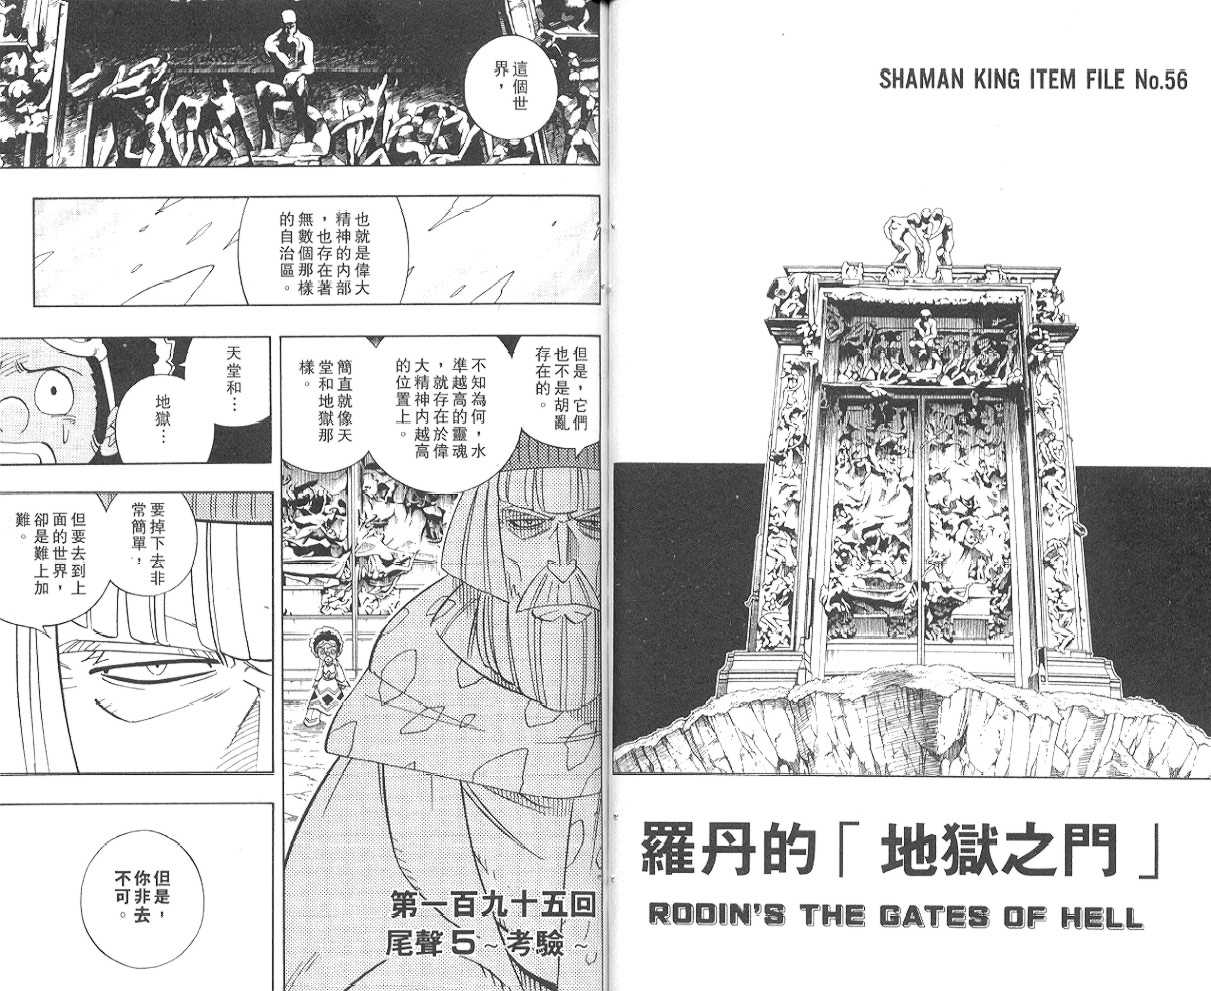 SHAMAN KING ITEM FILE No.56
羅丹的「地獄之門」
RODIN'S THE GATES OF HELL
這個世
界，
也就是偉大
精神的內部
，也存在著
無數個那樣
的自治區。
但是，它們
也不是胡亂
存在的。
不知為何，水
準越高的靈魂
，就存在於偉
大精神內越高
的位置上。
簡直就像天
堂和地獄那
樣。
第一百九十五回
尾聲5～考驗～
天堂和…
地獄…
要掉下去非
常簡單，
但要去到上
面的世界，
卻是難上加
難。
但是，
你非去
不可。